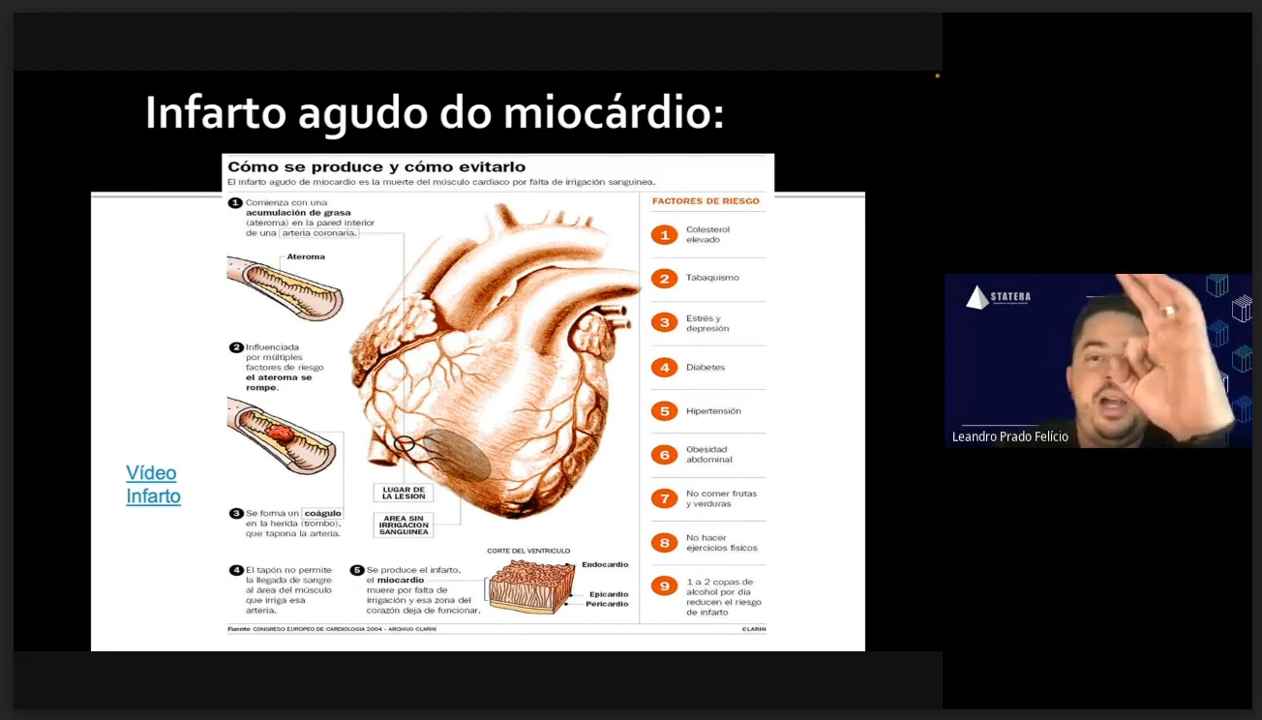 Infarto agudo do miocárdio:
Cómo se produce y cómo evitarlo
El infarto agudo de miocardio es la muerte del músculo cardíaco por falta de irrigación sanguínea.
1 Comienza con una
acumulación de grasa
(ateroma) en la pared interior
de una arteria coronaria.
Ateroma
2 Influenciada
por múltiples
factores de riesgo
el ateroma se
rompe.
Vídeo
Infarto
3 Se forma un coágulo
en la herida (trombo),
que tapona la arteria.
4 El tapón no permite
la llegada de sangre
al área del músculo
que irriga esa
arteria.
5 Se produce el infarto,
el miocardio
muere por falta de
irrigación y esa zona del
corazón deja de funcionar.
LUGAR DE
LA LESION
AREA SIN
IRRIGACION
SANGUINEA
CORTE DEL VENTRICULO
Endocardio
Epicardio
Pericardio
FACTORES DE RIESGO
1 Colesterol
elevado
2 Tabaquismo
3 Estrés y
depresión
4 Diabetes
5 Hipertensión
6 Obesidad
abdominal
7 No comer frutas
y verduras
8 No hacer
ejercicios físicos
9 1 a 2 copas de
alcohol por día
reducen el riesgo
de infarto
Fuente CONGRESO EUROPEO DE CARDIOLOGIA 2004 - ARCHIVO CLARIN
CLARIN
STATERA
Leandro Prado Felício